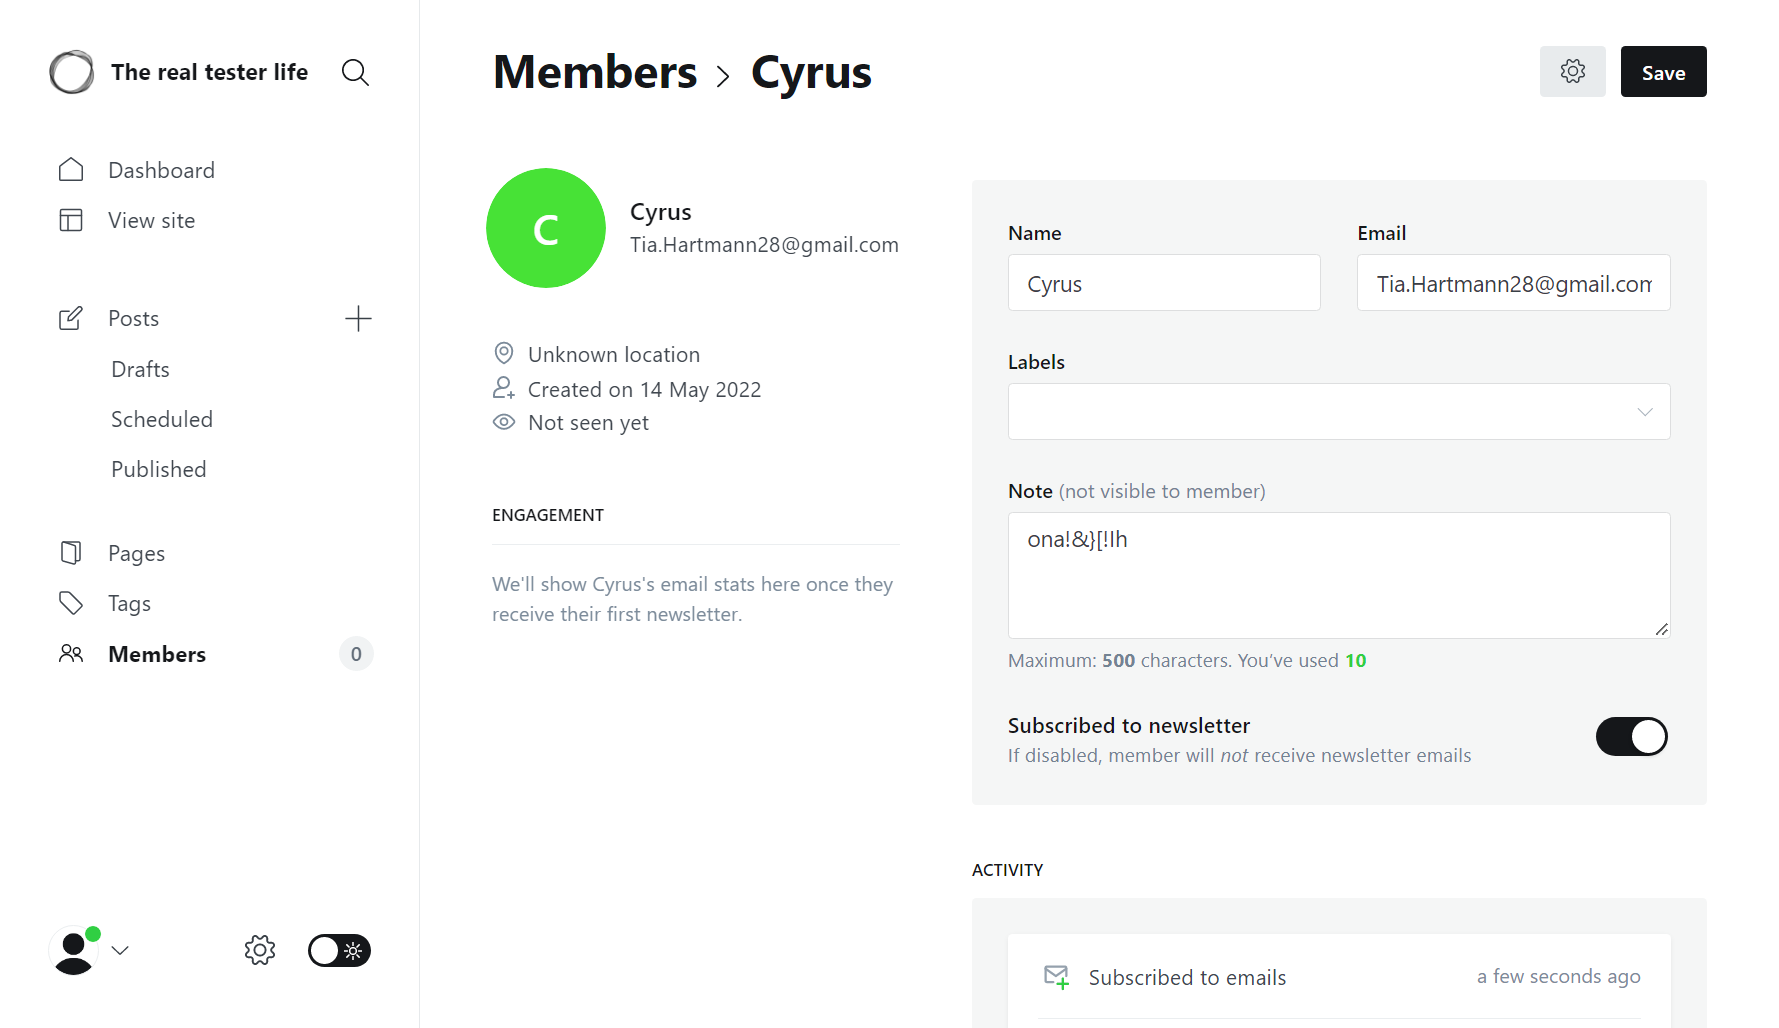 The real tester life
Dashboard
View site
Posts
Drafts
Scheduled
Published
Pages
Tags
Members
0
Members
Cyrus
Save
C
Cyrus
Tia.Hartmann28@gmail.com
Unknown location
Created on 14 May 2022
Not seen yet
ENGAGEMENT
We'll show Cyrus's email stats here once they
receive their first newsletter.
Name
Email
Cyrus
Tia.Hartmann28@gmail.com
Labels
Note (not visible to member)
Maximum: 500 characters. You’ve used 10
Subscribed to newsletter
If disabled, member will not receive newsletter emails
ACTIVITY
Subscribed to emails
a few seconds ago